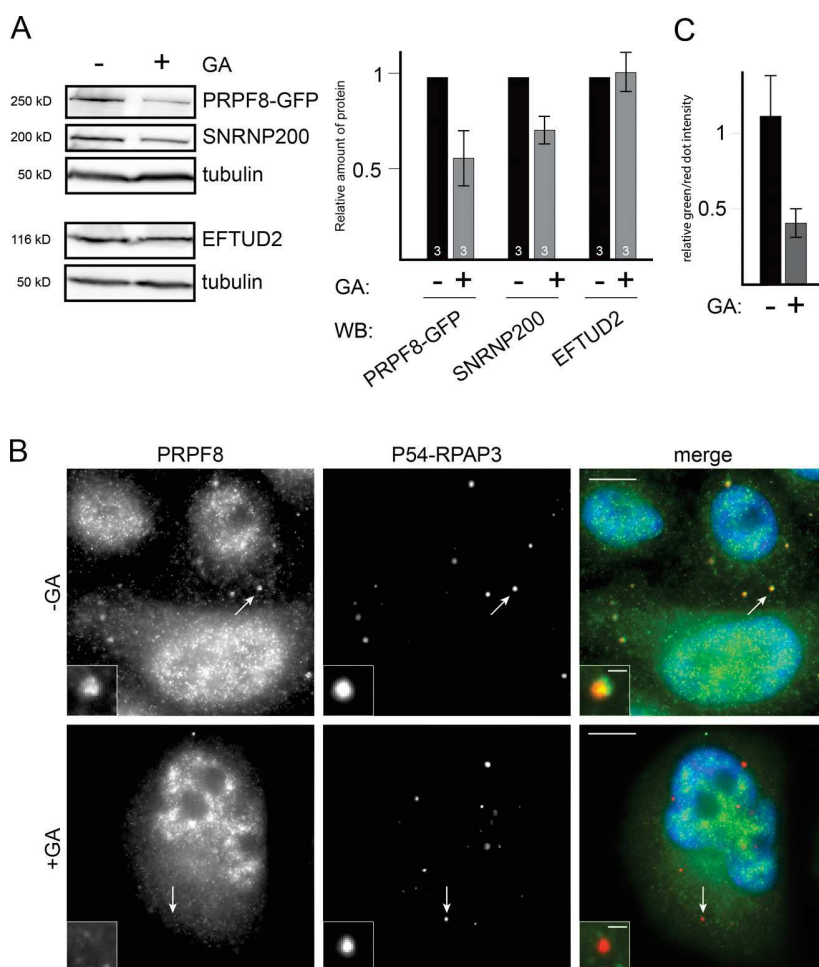 A
- + GA
250 kD PRPF8-GFP
200 kD SNRNP200
50 kD tubulin
116 kD EFTUD2
50 kD tubulin
Relative amount of protein
1
0.5
3 3 3 3 3 3
GA: - + - + - +
WB: PRPF8-GFP SNRNP200 EFTUD2
C
relative green/red dot intensity
1
0.5
GA: - +
B
PRPF8 P54-RPAP3 merge
-GA
+GA